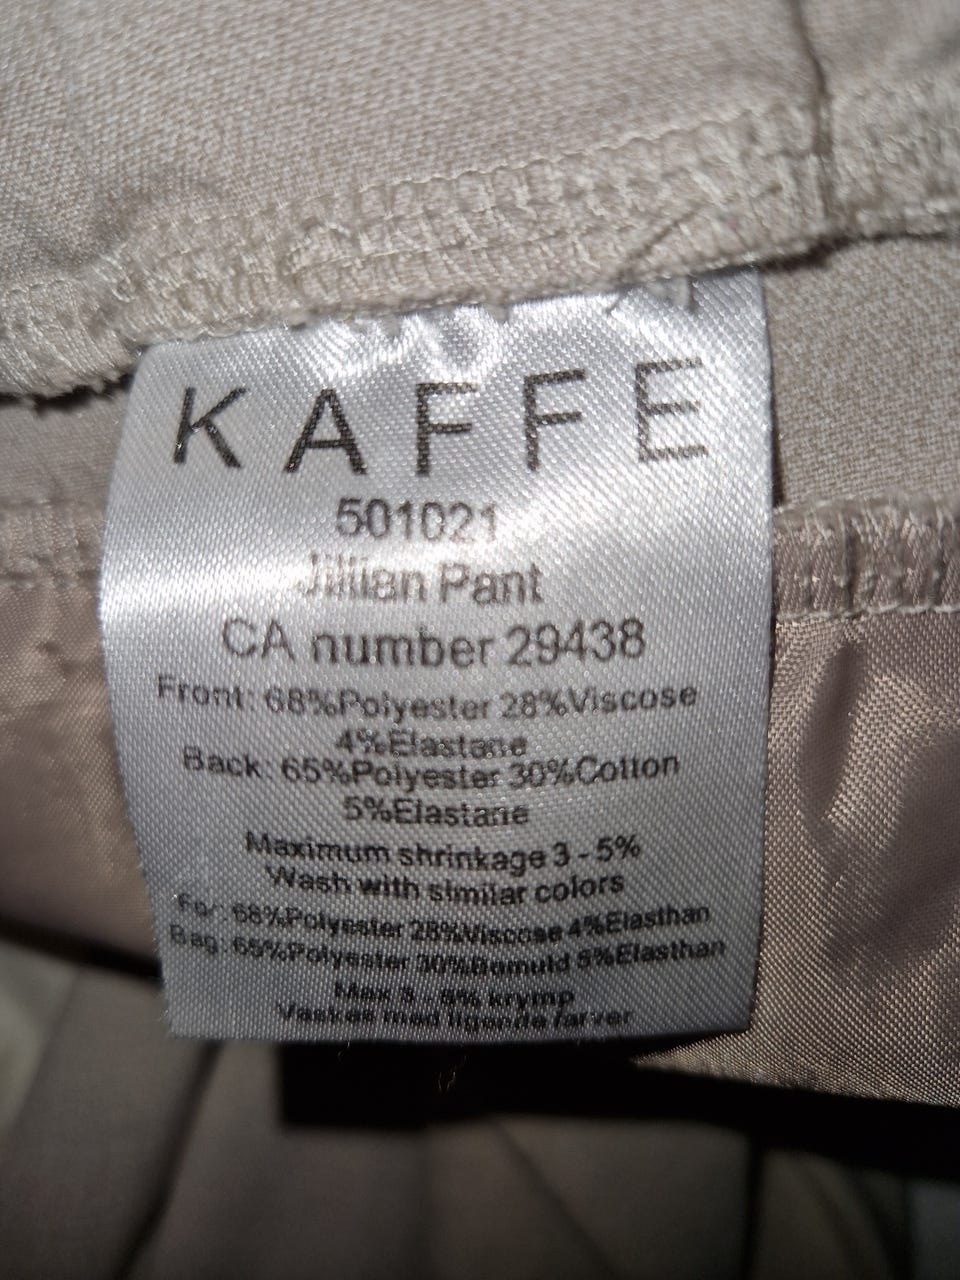 KAFFE
501021
Jillian Pant
CA number 29438
Front: 68%Polyester 28%Viscose
4%Elastane
Back: 65%Polyester 30%Cotton
5%Elastane
Maximum shrinkage 3 - 5%
Wash with similar colors
For: 68%Polyester 28%Viscose 4%Elasthan
Bag: 65%Polyester 30%Bomuld 5%Elasthan
Max 3 - 5% krymp
Vaskes med ligende farver